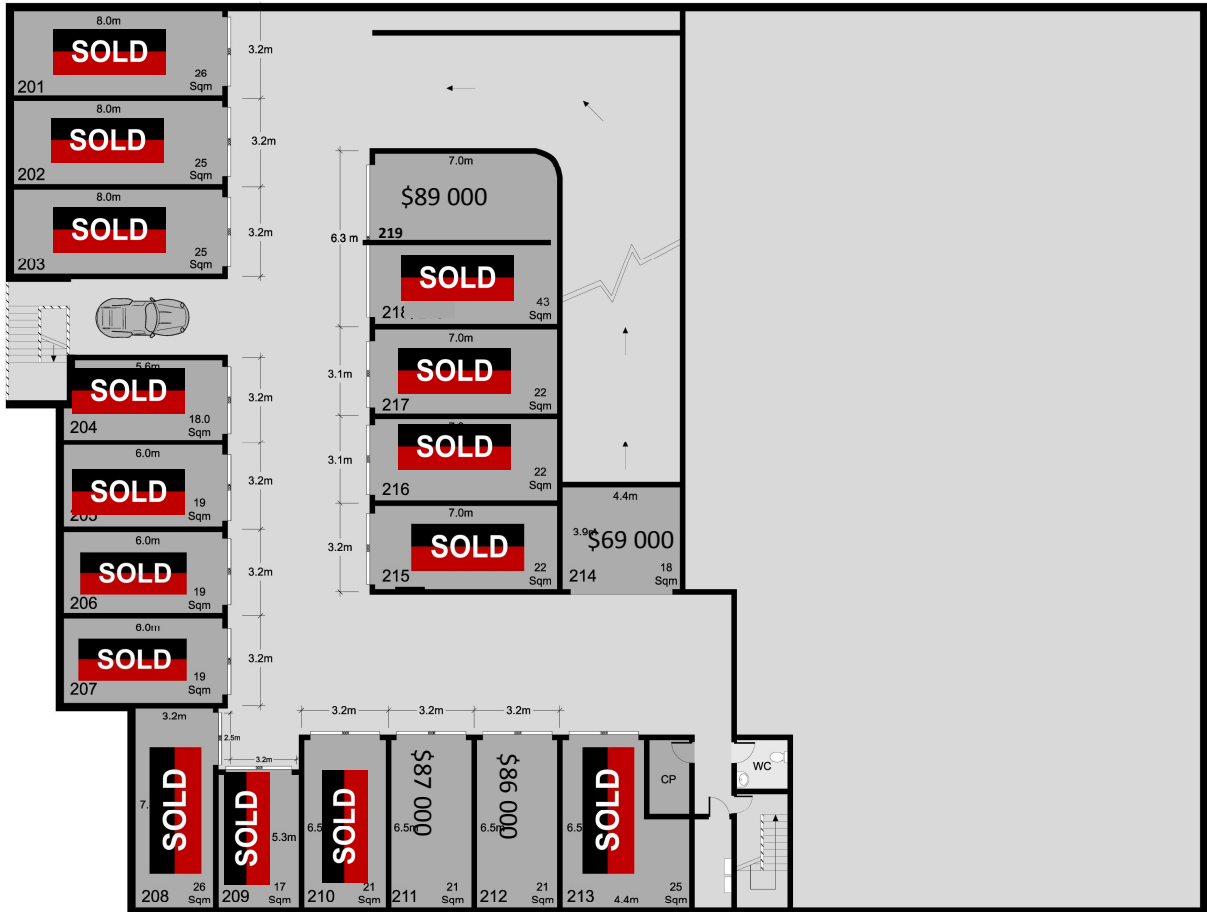 8.0m
SOLD
201
26
Sqm
3.2m
8.0m
SOLD
202
25
Sqm
3.2m
8.0m
SOLD
203
25
Sqm
3.2m
7.0m
$89 000
219
6.3 m
SOLD
218
43
Sqm
7.0m
SOLD
217
22
Sqm
3.1m
SOLD
216
22
Sqm
3.1m
7.0m
SOLD
215
22
Sqm
3.2m
4.4m
3.9m
$69 000
214
18
Sqm
5.6m
SOLD
204
18.0
Sqm
3.2m
6.0m
SOLD
205
19
Sqm
3.2m
6.0m
SOLD
206
19
Sqm
3.2m
6.0m
SOLD
207
19
Sqm
3.2m
3.2m
SOLD
208
26
Sqm
2.5m
3.2m
SOLD
5.3m
209
17
Sqm
3.2m
6.5
SOLD
210
21
Sqm
3.2m
$87 000
6.5m
211
21
Sqm
3.2m
$86 000
6.5m
212
21
Sqm
6.5
SOLD
213
4.4m
25
Sqm
CP
WC